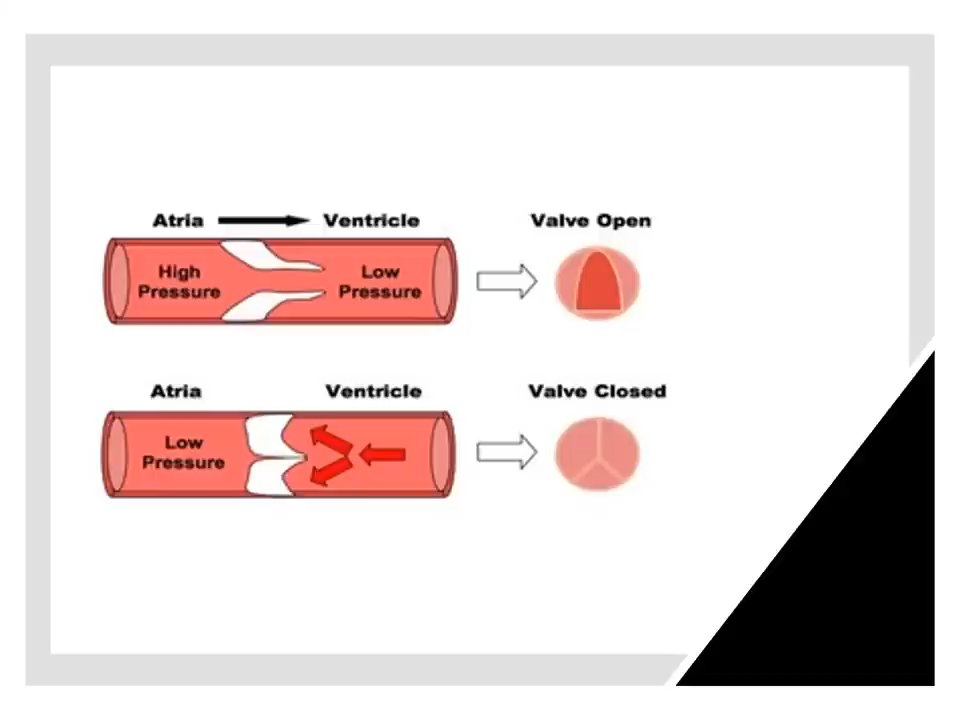 Atria Ventricle Valve Open
High Pressure
Low Pressure
Atria Ventricle Valve Closed
Low Pressure